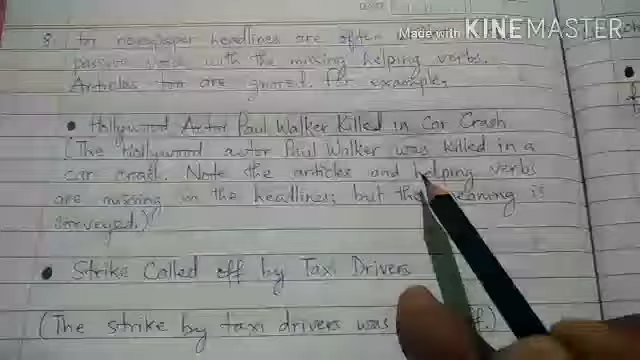 Made with KINEMASTER
8. for newspaper headlines are often
passive voice with the missing helping verbs.
Articles too are ignored. For example,
• Hollywood Actor Paul Walker Killed in Car Crash
(The Hollywood actor Paul Walker was killed in a
car crash. Note the articles and helping verbs
are missing in the headlines; but the meaning is
conveyed.)
• Strike Called off by Taxi Drivers
(The strike by taxi drivers was